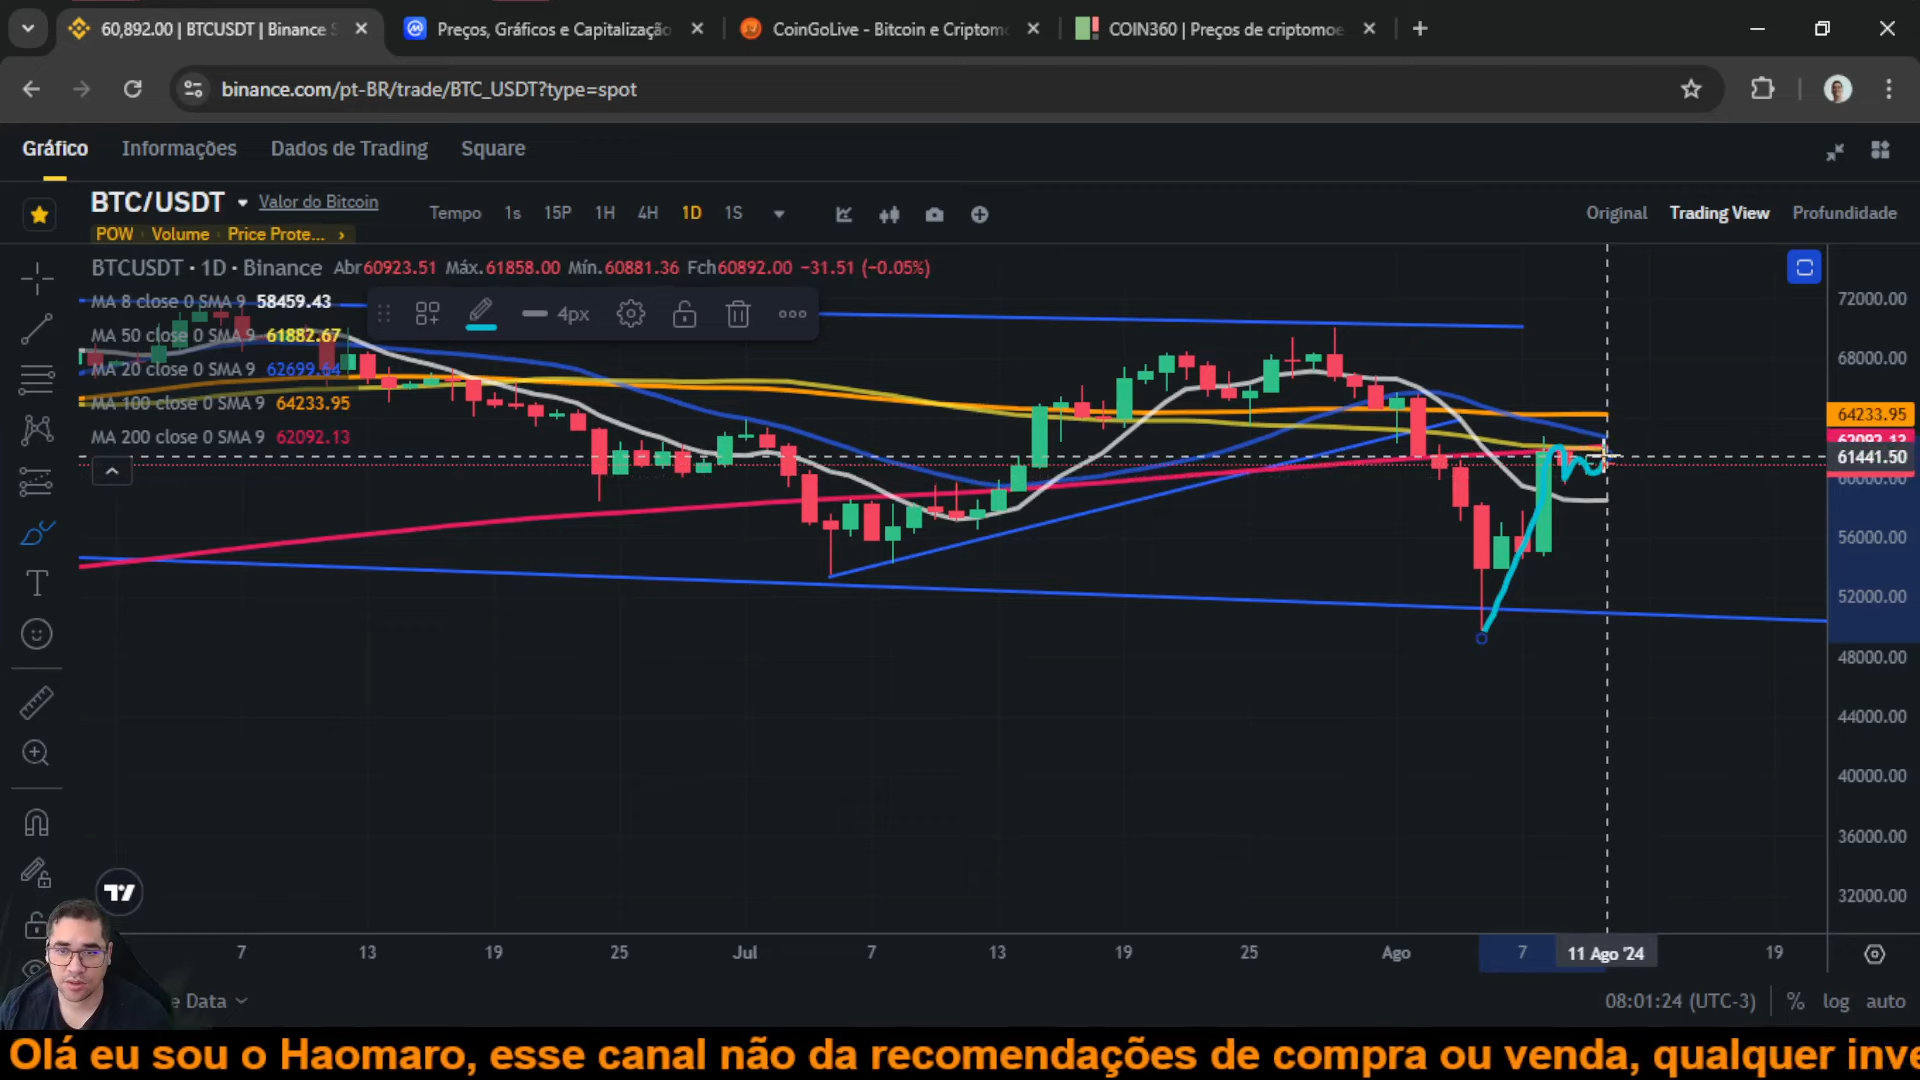 60,892.00 | BTCUSDT | Binance S
Preços, Gráficos e Capitalização
CoinGoLive - Bitcoin e Criptom
COIN360 | Preços de criptomoe
binance.com/pt-BR/trade/BTC_USDT?type=spot
Gráfico Informações Dados de Trading Square
BTC/USDT Valor do Bitcoin
POW · Volume · Price Prote... ›
Tempo 1s 15P 1H 4H 1D 1S
Original Trading View Profundidade
BTCUSDT · 1D · Binance Abr60923.51 Máx.61858.00 Mín.60881.36 Fch60892.00 −31.51 (−0.05%)
MA 8 close 0 SMA 9 58459.43
4px
MA 50 close 0 SMA 9 61882.67
MA 20 close 0 SMA 9 62699.64
MA 100 close 0 SMA 9 64233.95
MA 200 close 0 SMA 9 62092.13
72000.00
68000.00
64233.95
62092.13
61441.50
60000.00
56000.00
52000.00
48000.00
44000.00
40000.00
36000.00
32000.00
7 13 19 25 Jul 7 13 19 25 Ago 7 11 Ago '24 19
e Data
08:01:24 (UTC-3) % log auto
Olá eu sou o Haomaro, esse canal não da recomendações de compra ou venda, qualquer inve